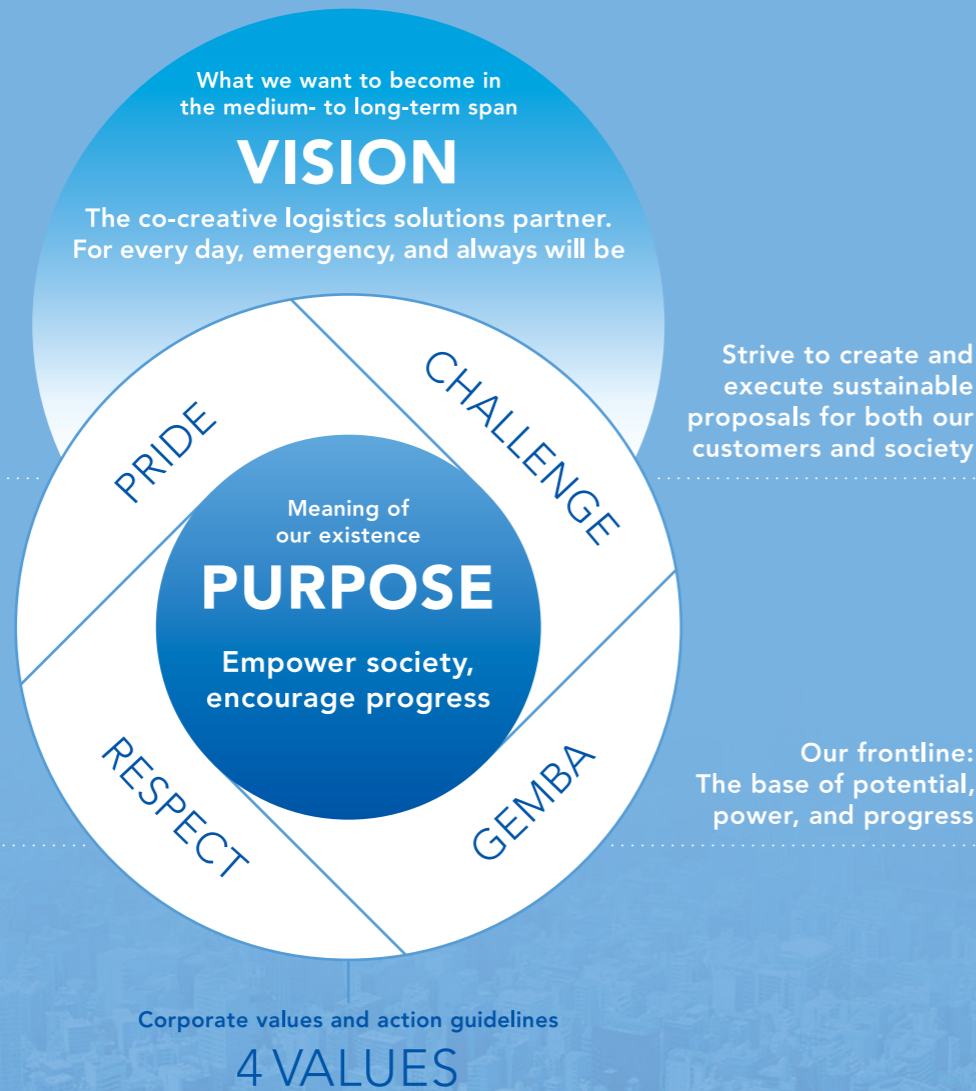 What we want to become in
the medium- to long-term span
VISION
The co-creative logistics solutions partner.
For every day, emergency, and always will be
PRIDE
CHALLENGE
Strive to create and
execute sustainable
proposals for both our
customers and society
Meaning of
our existence
PURPOSE
Empower society,
encourage progress
RESPECT
GEMBA
Our frontline:
The base of potential,
power, and progress
Corporate values and action guidelines
4 VALUES